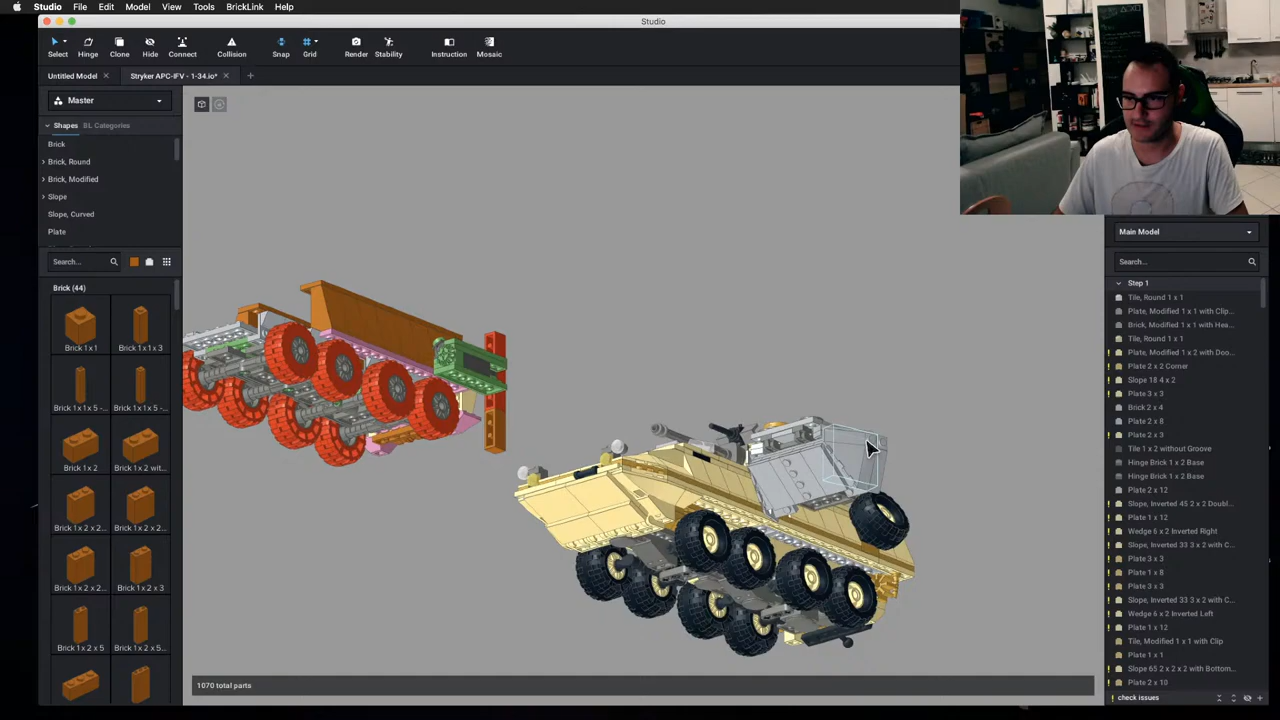 Studio File Edit Model View Tools BrickLink Help
Studio
Select Hinge Clone Hide Connect Collision Snap Grid Render Stability Instruction Mosaic
Untitled Model Stryker APC-IFV - 1-34.io*
Master
Shapes BL Categories
Brick
Brick, Round
Brick, Modified
Slope
Slope, Curved
Plate
Search...
Brick (44)
Brick 1x1 Brick 1 x 1 x 3
Brick 1 x 1 x 5 -... Brick 1 x 1 x 5 -...
Brick 1 x 2 Brick 1 x 2 wit...
Brick 1 x 2 x 2... Brick 1 x 2 x 2...
Brick 1 x 2 x 2... Brick 1 x 2 x 3
Brick 1 x 2 x 5 Brick 1 x 2 x 5...
1070 total parts
Main Model
Search...
Step 1
Tile, Round 1 x 1
Plate, Modified 1 x 1 with Clip...
Brick, Modified 1 x 1 with Hea...
Tile, Round 1 x 1
Plate, Modified 1 x 2 with Doo...
Plate 2 x 2 Corner
Slope 18 4 x 2
Plate 3 x 3
Brick 2 x 4
Plate 2 x 8
Plate 2 x 3
Tile 1 x 2 without Groove
Hinge Brick 1 x 2 Base
Hinge Brick 1 x 2 Base
Plate 2 x 12
Slope, Inverted 45 2 x 2 Doubl...
Plate 1 x 12
Wedge 6 x 2 Inverted Right
Slope, Inverted 33 3 x 2 with C...
Plate 3 x 3
Plate 1 x 8
Plate 3 x 3
Slope, Inverted 33 3 x 2 with C...
Wedge 6 x 2 Inverted Left
Plate 1 x 12
Tile, Modified 1 x 1 with Clip
Plate 1 x 1
Slope 65 2 x 2 x 2 with Bottom...
Plate 2 x 10
check issues